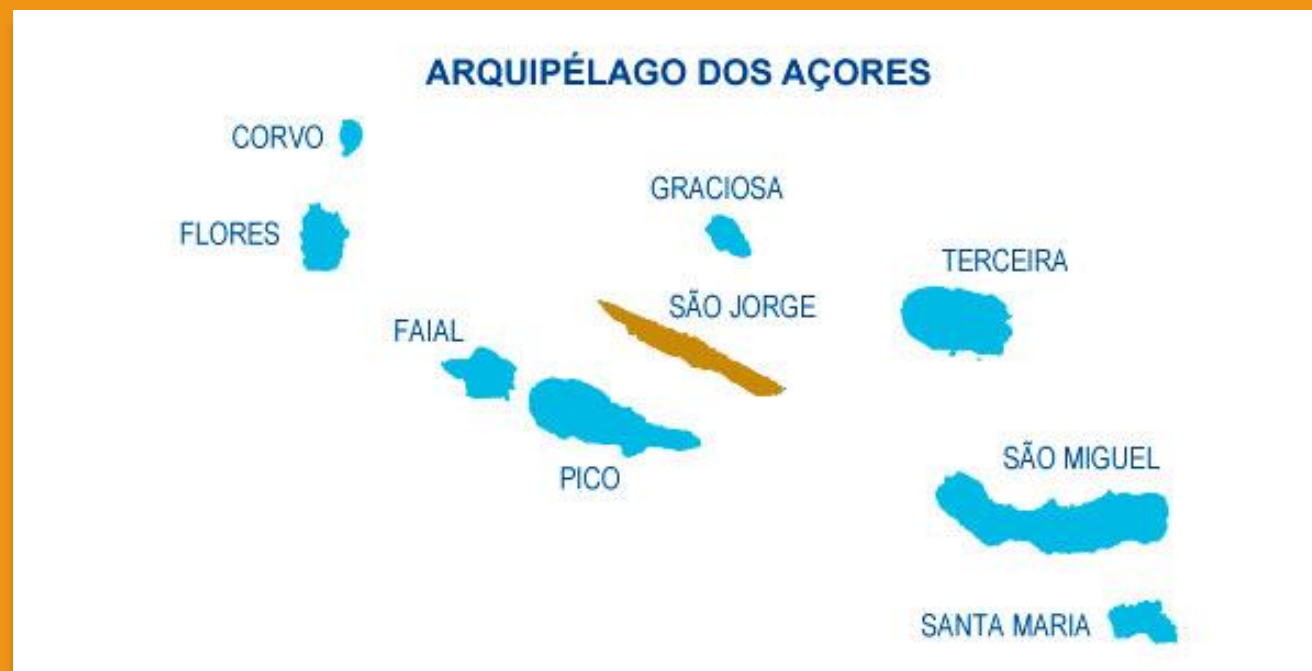 ARQUIPÉLAGO DOS AÇORES
CORVO
GRACIOSA
FLORES
TERCEIRA
SÃO JORGE
FAIAL
SÃO MIGUEL
PICO
SANTA MARIA